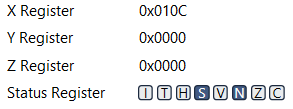 X Register 0x010C
Y Register 0x0000
Z Register 0x0000
Status Register I T H S V N Z C